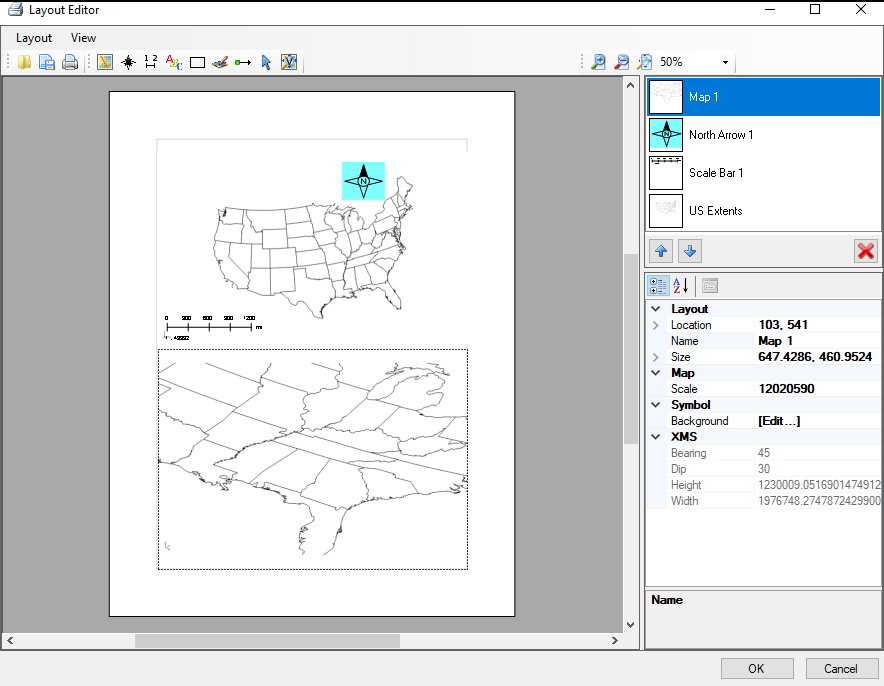 Layout Editor
Layout View
1 2
A B C
50%
Map 1
North Arrow 1
Scale Bar 1
US Extents
N
0 300 600 900 1200
mi
A Z
Layout
Location 103, 541
Name Map 1
Size 647.4286, 460.9524
Map
Scale 12020590
Symbol
Background [Edit...]
XMS
Bearing 45
Dip 30
Height 1230009.0516901474912
Width 1976748.2747872429900
Name
OK Cancel